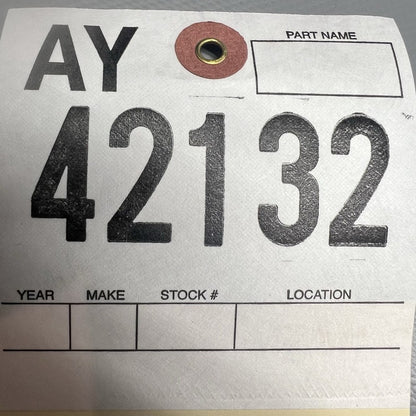 AY
PART NAME
42132
YEAR MAKE STOCK # LOCATION